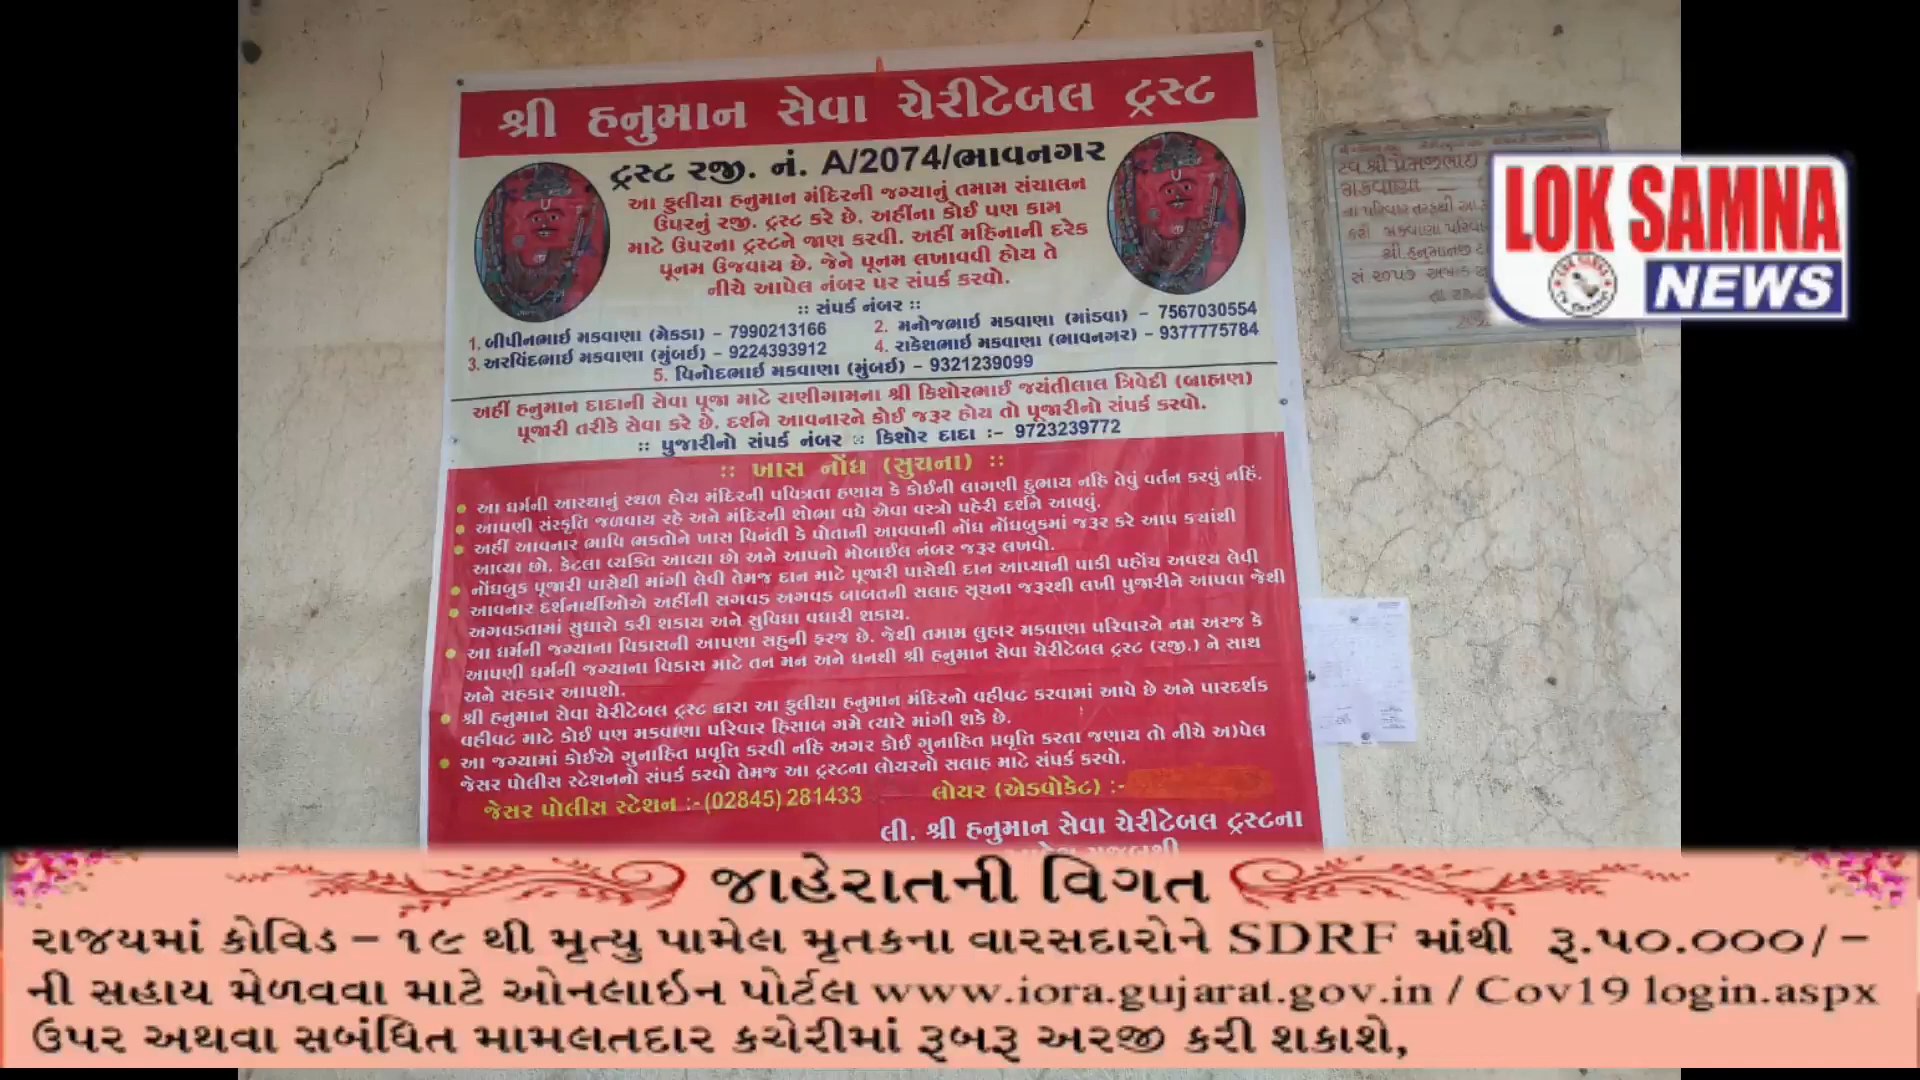 શ્રી હનુમાન સેવા ચેરીટેબલ ટ્રસ્ટ
ટ્રસ્ટ રજી. નં. A/2074/ભાવનગર
આ ફુલીયા હનુમાન મંદિરની જગ્યાનું તમામ સંચાલન
ઉપરનું રજી. ટ્રસ્ટ કરે છે. અહીંના કોઈ પણ કામ
માટે ઉપરના ટ્રસ્ટને જાણ કરવી. અહીં મહિનાની દરેક
પૂનમ ઉજવાય છે. જેને પૂનમ લખાવવી હોય તે
નીચે આપેલ નંબર પર સંપર્ક કરવો.
:: સંપર્ક નંબર ::
1. બીપીનભાઈ મકવાણા (મેકડા) – 7990213166 2. મનોજભાઈ મકવાણા (માંડવા) – 7567030554
3. અરવિંદભાઈ મકવાણા (મુંબઈ) – 9224393912 4. રાકેશભાઈ મકવાણા (ભાવનગર) – 9377775784
5. વિનોદભાઈ મકવાણા (મુંબઈ) – 9321239099
અહીં હનુમાન દાદાની સેવા પૂજા માટે રાણીગામના શ્રી કિશોરભાઈ જયંતીલાલ ત્રિવેદી (બ્રાહ્મણ)
પૂજારી તરીકે સેવા કરે છે. દર્શને આવનારને કોઈ જરૂર હોય તો પૂજારીનો સંપર્ક કરવો.
:: પુજારીનો સંપર્ક નંબર :: કિશોર દાદા :– 9723239772
:: ખાસ નોંધ (સુચના) ::
• આ ધર્મની આસ્થાનું સ્થળ હોય મંદિરની પવિત્રતા હણાય કે કોઈની લાગણી દુભાય નહિ તેવું વર્તન કરવું નહિં.
• આપણી સંસ્કૃતિ જળવાય રહે અને મંદિરની શોભા વધે એવા વસ્ત્રો પહેરી દર્શને આવવું.
• અહીં આવનાર ભાવિ ભક્તોને ખાસ વિનંતી કે પોતાની આવવાની નોંધ નોંધબુકમાં જરૂર કરે આપ ક્યાંથી
આવ્યા છો. કેટલા વ્યક્તિ આવ્યા છો અને આપનો મોબાઈલ નંબર જરૂર લખવો.
• નોંધબુક પૂજારી પાસેથી માંગી લેવી તેમજ દાન માટે પૂજારી પાસેથી દાન આપ્યાની પાકી પહોંચ અવશ્ય લેવી
• આવનાર દર્શનાર્થીઓએ અહીંની સગવડ અગવડ બાબતની સલાહ સૂચના જરૂરથી લખી પુજારીને આપવા જેથી
અગવડતામાં સુધારો કરી શકાય અને સુવિધા વધારી શકાય.
• આ ધર્મની જગ્યાના વિકાસની આપણા સહુની ફરજ છે. જેથી તમામ લુહાર મકવાણા પરિવારને નમ્ર અરજ કે
આપણી ધર્મની જગ્યાના વિકાસ માટે તન મન અને ધનથી શ્રી હનુમાન સેવા ચેરીટેબલ ટ્રસ્ટ (રજી.) ને સાથ
અને સહકાર આપશો.
• શ્રી હનુમાન સેવા ચેરીટેબલ ટ્રસ્ટ દ્વારા આ ફુલીયા હનુમાન મંદિરનો વહીવટ કરવામાં આવે છે અને પારદર્શક
વહીવટ માટે કોઈ પણ મકવાણા પરિવાર હિસાબ ગમે ત્યારે માંગી શકે છે.
• આ જગ્યામાં કોઈએ ગુનાહિત પ્રવૃત્તિ કરવી નહિ અગર કોઈ ગુનાહિત પ્રવૃતિ કરતા જણાય તો નીચે આપેલ
જેસર પોલીસ સ્ટેશનનો સંપર્ક કરવો તેમજ આ ટ્રસ્ટના લોયરનો સલાહ માટે સંપર્ક કરવો.
જેસર પોલીસ સ્ટેશન :-(02845) 281433 લોયર (એડવોકેટ) :-
લી. શ્રી હનુમાન સેવા ચેરીટેબલ ટ્રસ્ટના
સ્વ શ્રી પ્રેમજીભાઈ
મકવાણા
ના પરિવાર તરફથી આ
શ્રી હનુમાનજી
સં ૨૦૫૭
LOK SAMNA
NEWS
જાહેરાતની વિગત
રાજયમાં કોવિડ – ૧૯ થી મૃત્યુ પામેલ મૃતકના વારસદારોને SDRF માંથી રૂ.૫૦.૦૦૦/–
ની સહાય મેળવવા માટે ઓનલાઇન પોર્ટલ www.iora.gujarat.gov.in / Cov19 login.aspx
ઉપર અથવા સબંધિત મામલતદાર કચેરીમાં રૂબરૂ અરજી કરી શકાશે,